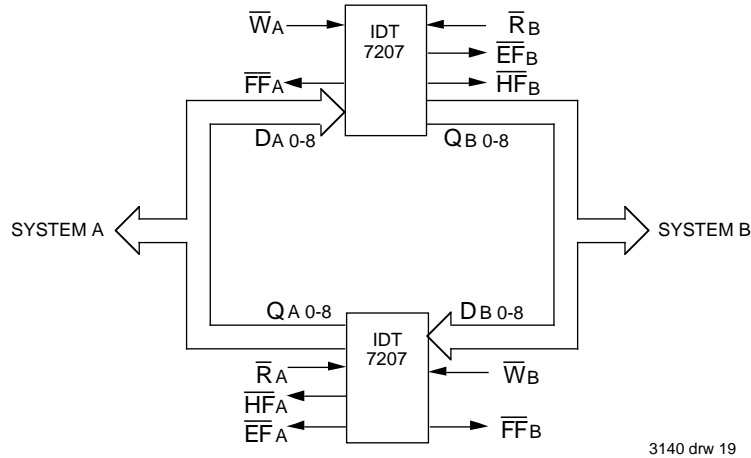 W̅A IDT 7207 R̅B
E̅F̅B
F̅F̅A H̅F̅B
DA 0-8 QB 0-8
SYSTEM A SYSTEM B
QA 0-8 DB 0-8
IDT 7207
R̅A W̅B
H̅F̅A
E̅F̅A F̅F̅B
3140 drw 19